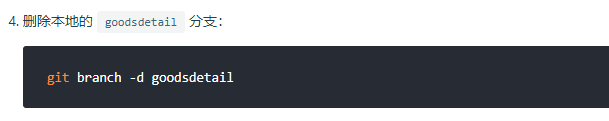 4. 删除本地的 goodsdetail 分支：
git branch -d goodsdetail